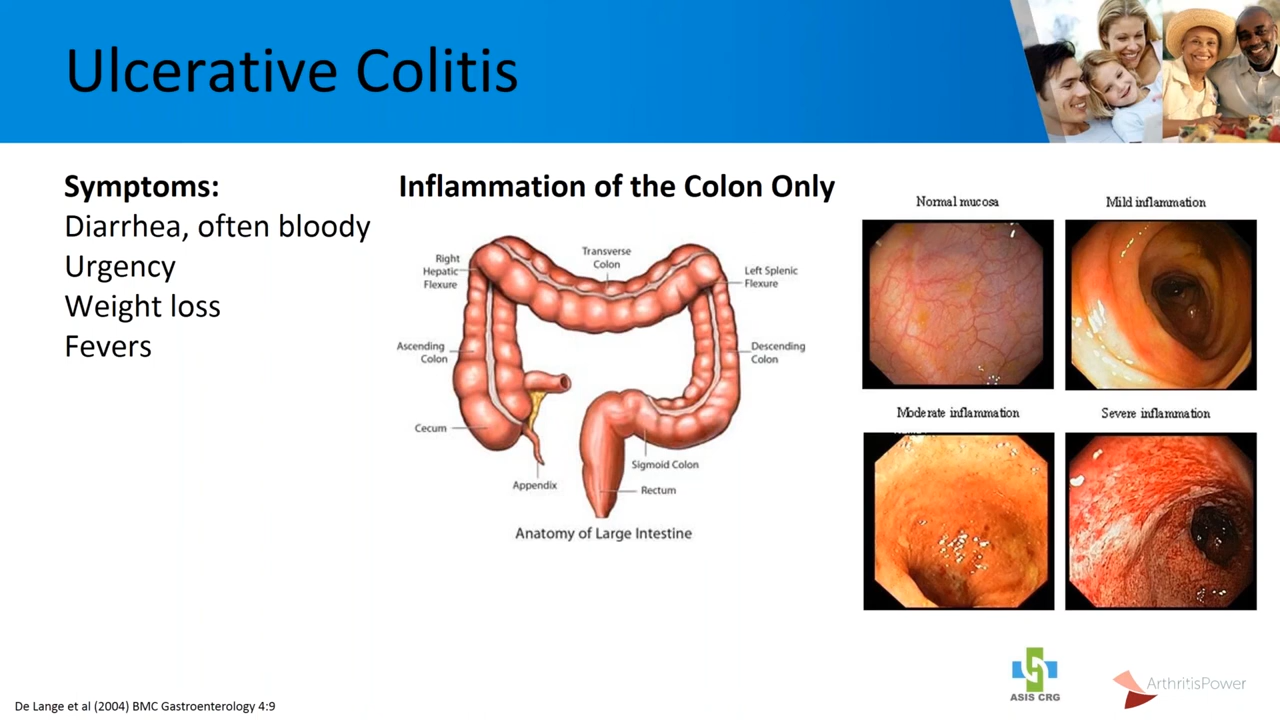 Ulcerative Colitis
Symptoms:
Diarrhea, often bloody
Urgency
Weight loss
Fevers
Inflammation of the Colon Only
Right
Hepatic
Flexure
Transverse
Colon
Left Splenic
Flexure
Ascending
Colon
Descending
Colon
Cecum
Sigmoid Colon
Appendix
Rectum
Anatomy of Large Intestine
Normal mucosa
Mild inflammation
Moderate inflammation
Severe inflammation
ASIS CRG
ArthritisPower
De Lange et al (2004) BMC Gastroenterology 4:9